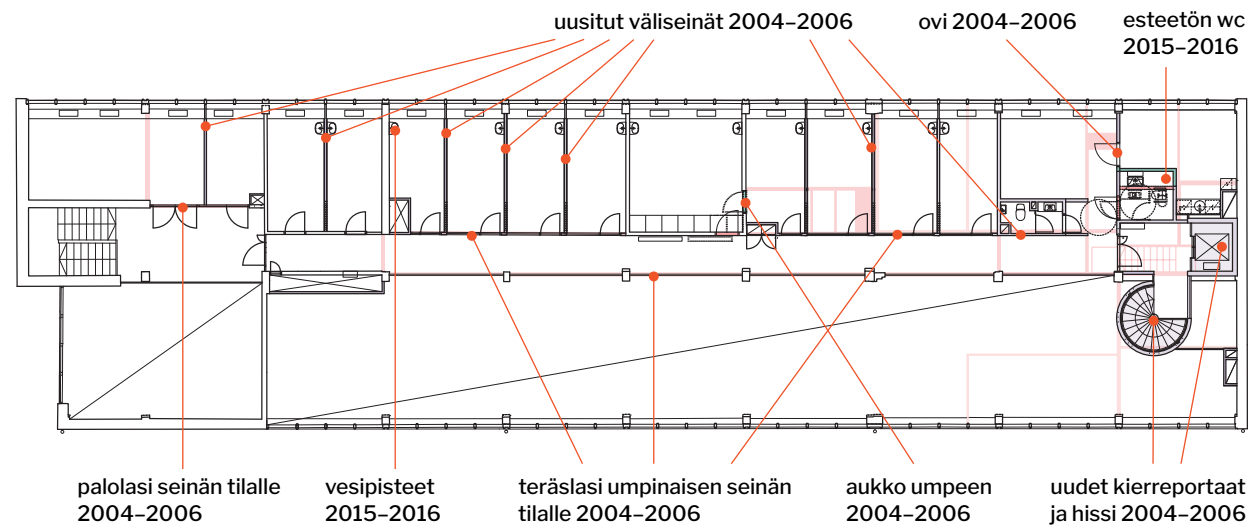 uusitut väliseinät 2004–2006
ovi 2004–2006
esteetön wc
2015–2016
palolasi seinän tilalle
2004–2006
vesipisteet
2015–2016
teräslasi umpinaisen seinän
tilalle 2004–2006
aukko umpeen
2004–2006
uudet kierreportaat
ja hissi 2004–2006